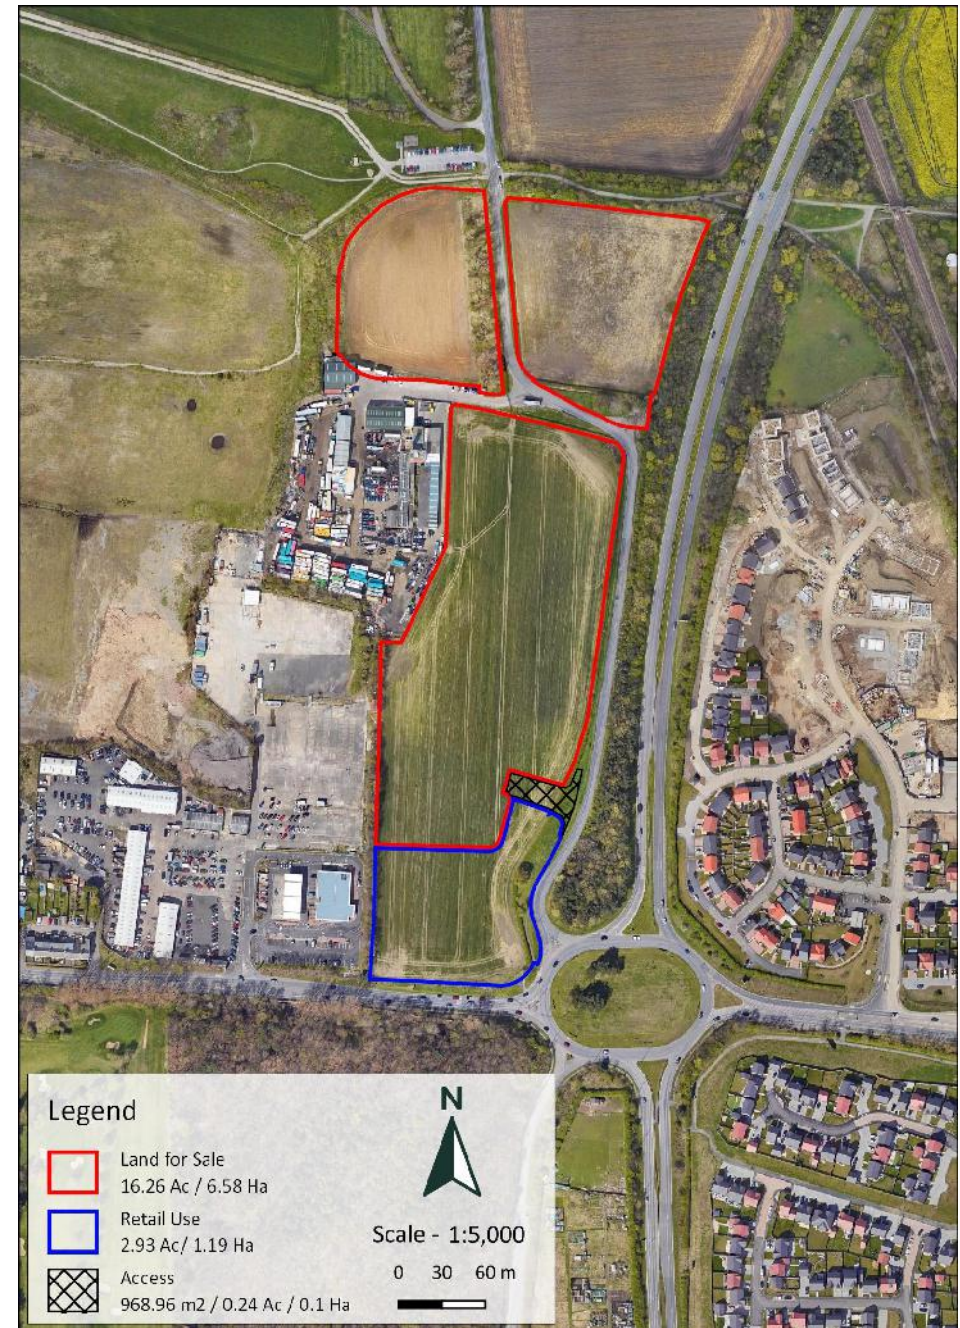 Legend
Land for Sale
16.26 Ac / 6.58 Ha
Retail Use
2.93 Ac/ 1.19 Ha
Access
968.96 m2 / 0.24 Ac / 0.1 Ha
N
Scale - 1:5,000
0 30 60 m